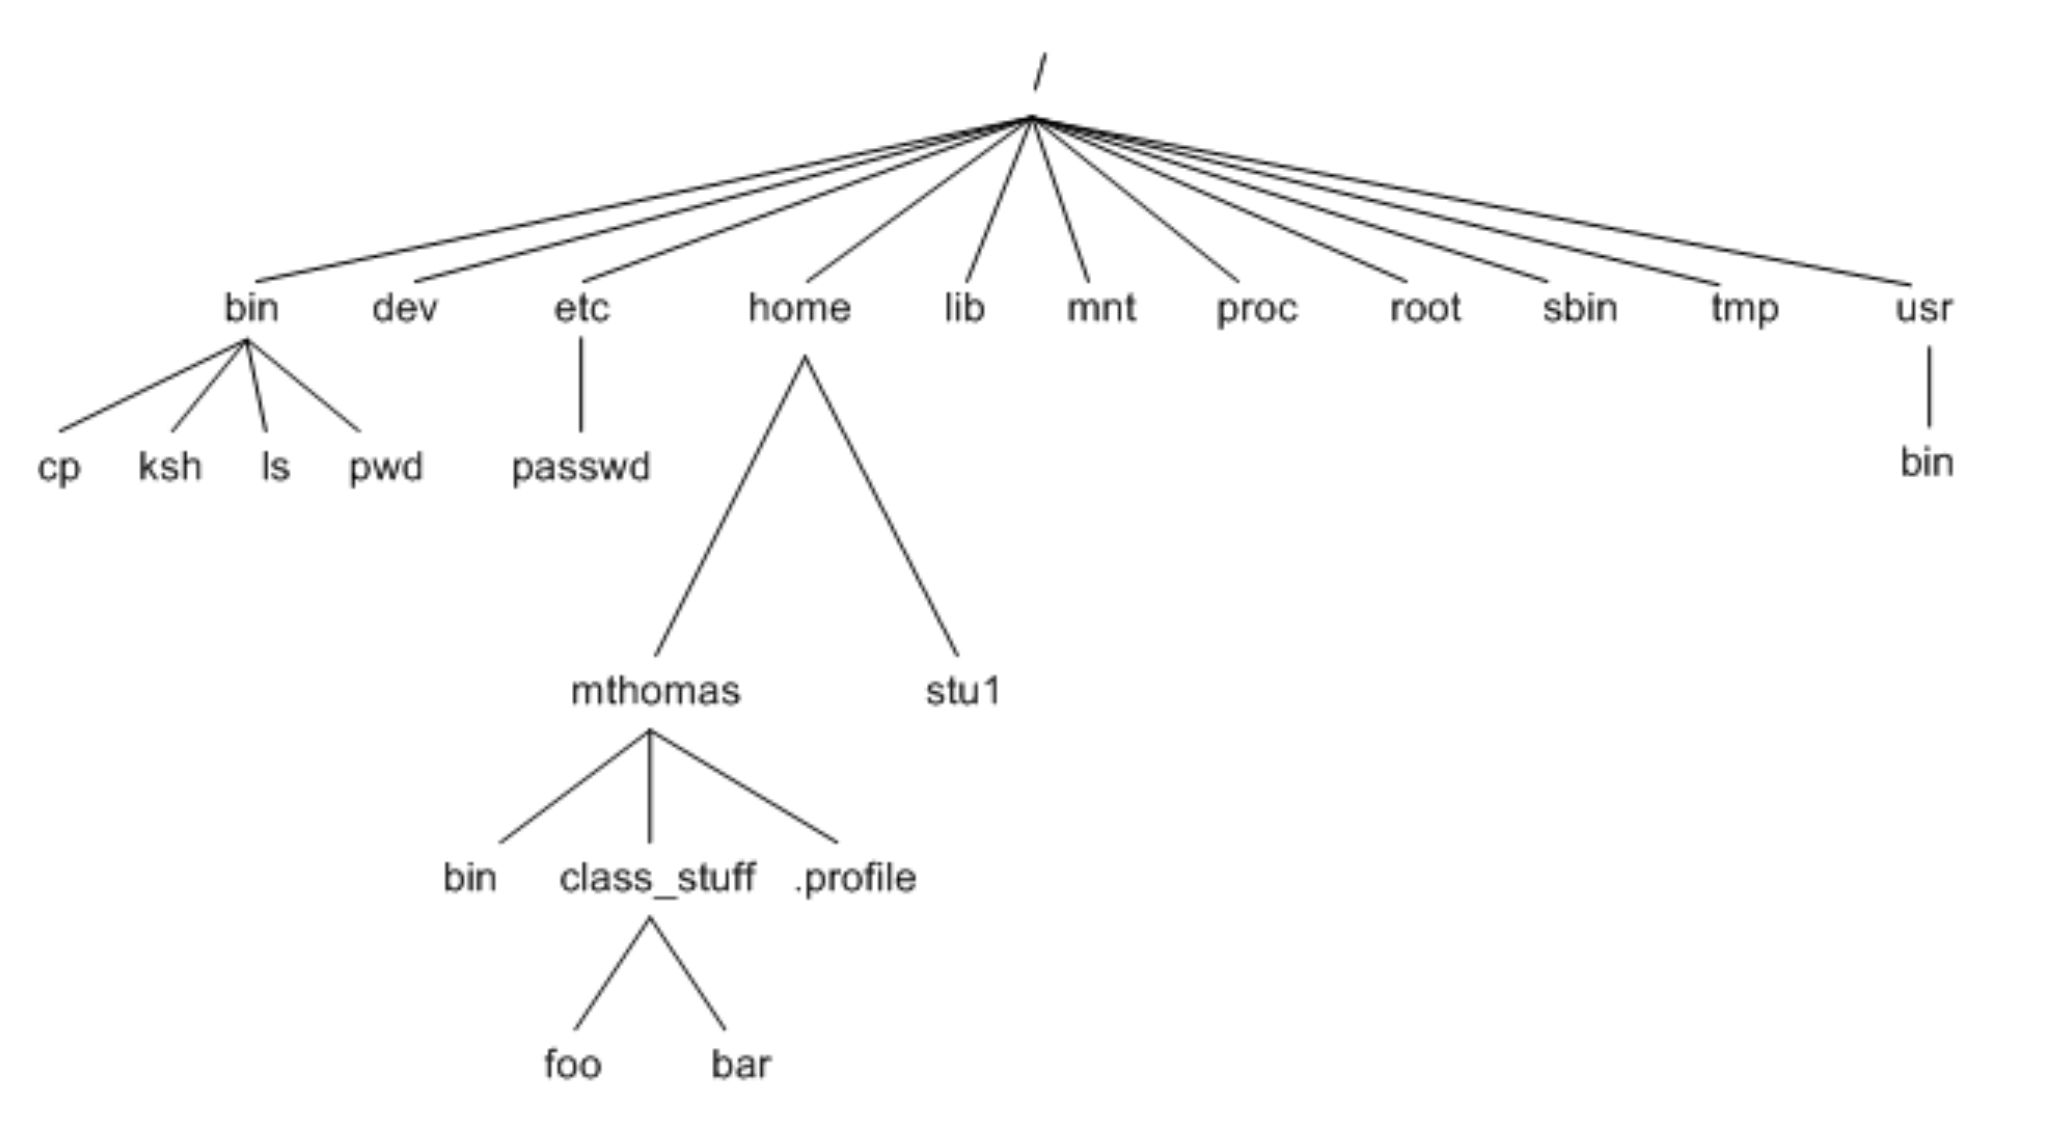 /
bin dev etc home lib mnt proc root sbin tmp usr
cp ksh ls pwd passwd bin
mthomas stu1
bin class_stuff .profile
foo bar